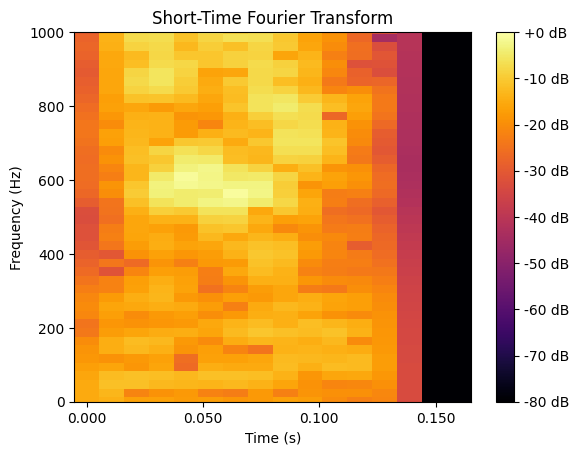 Short-Time Fourier Transform
1000
800
600
400
200
0
Frequency (Hz)
0.000
0.050
0.100
0.150
Time (s)
+0 dB
-10 dB
-20 dB
-30 dB
-40 dB
-50 dB
-60 dB
-70 dB
-80 dB